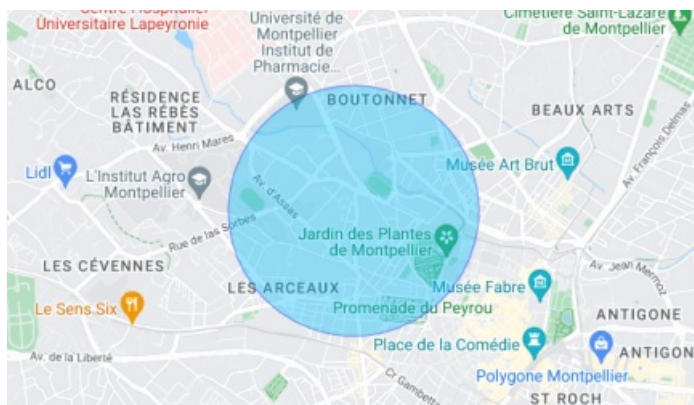 Centre Hospitalier
Universitaire Lapeyronie
Université de
Montpellier
Institut de
Pharmacie...
Cimetière Saint-Lazare
de Montpellier
ALCO
RÉSIDENCE
LAS RÉBÈS
BÂTIMENT
BOUTONNET
BEAUX ARTS
Av. François Delmas
Av. Henri Mares
Musée Art Brut
Lidl
L'Institut Agro
Montpellier
Av. d'Assas
Rue de las Sorbes
Jardin des Plantes
de Montpellier
LES CÉVENNES
Av. Jean Mermoz
LES ARCEAUX
Musée Fabre
Le Sens Six
Promenade du Peyrou
ANTIGONE
Place de la Comédie
Av. de la Liberté
ANTIGON
Cr Gambetta
Polygone Montpellier
ST ROCH